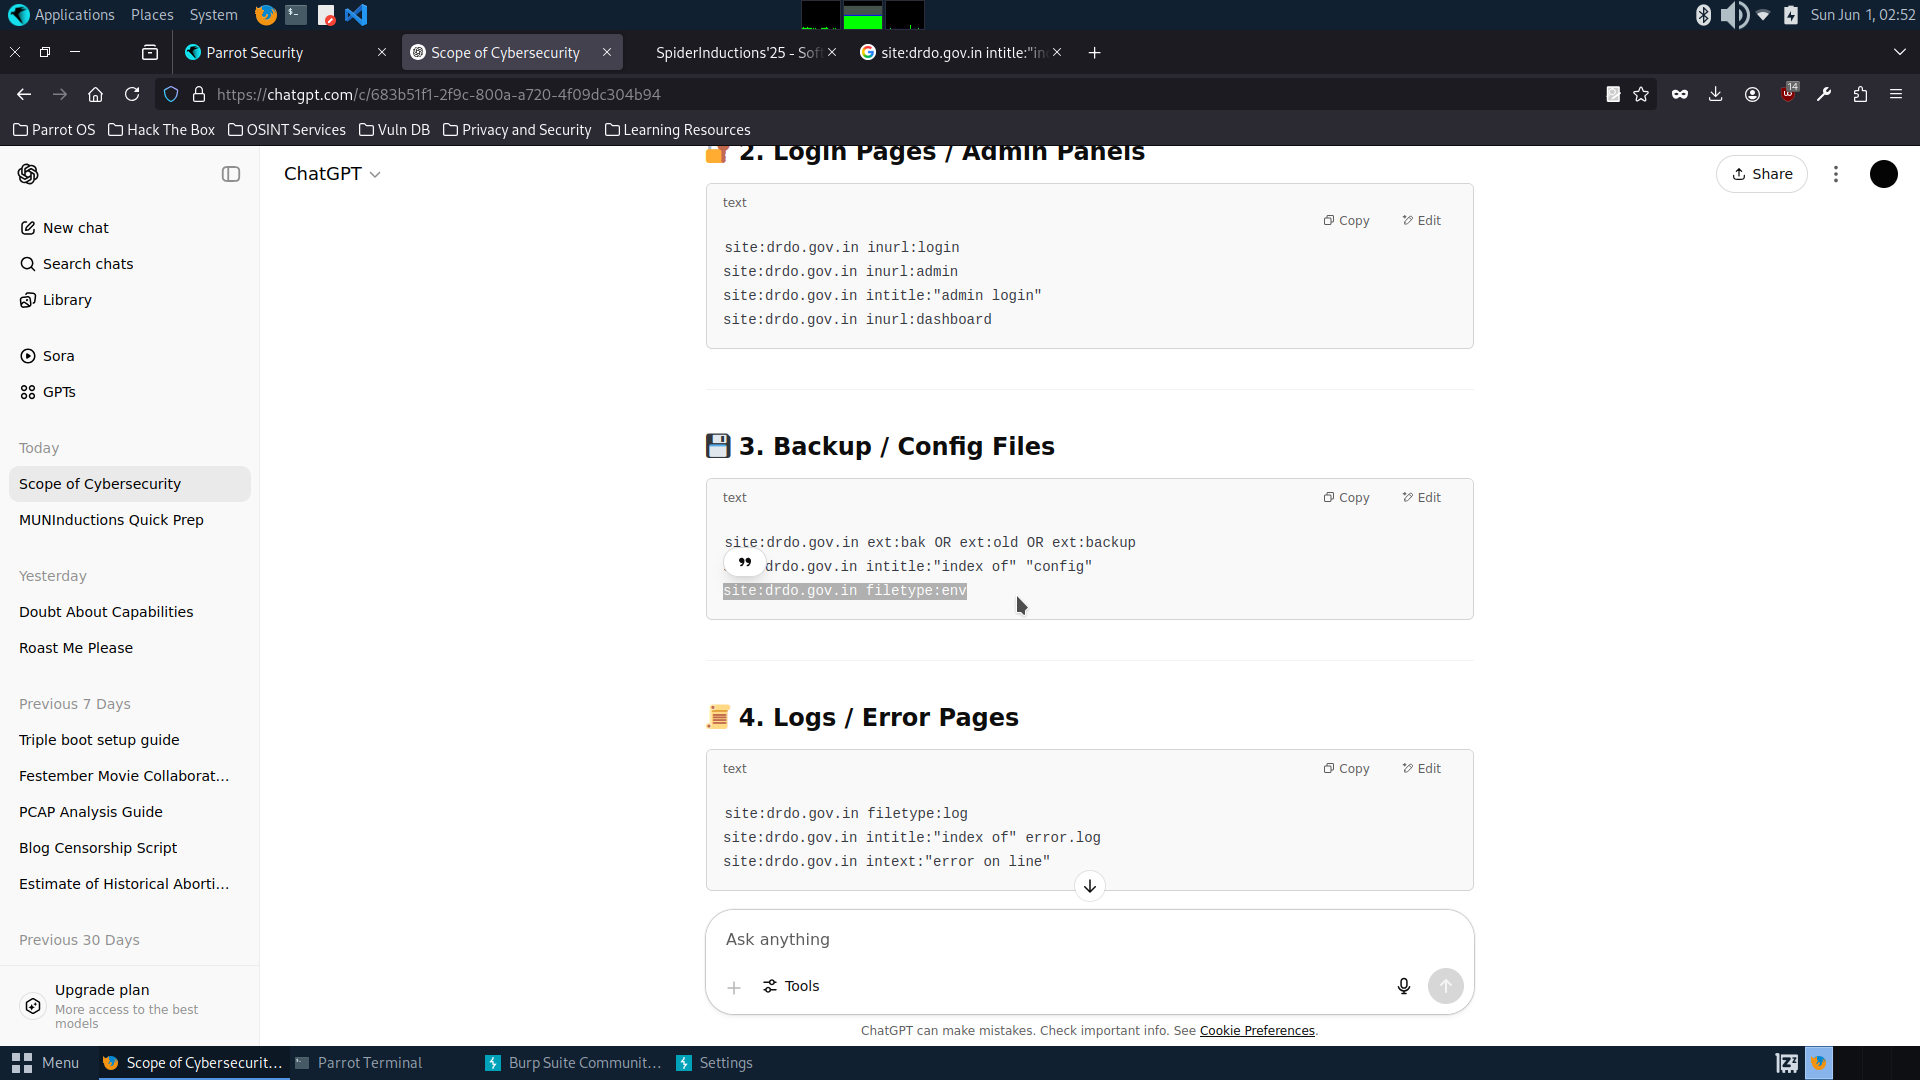 Applications Places System
Sun Jun 1, 02:52
Parrot Security
Scope of Cybersecurity
SpiderInductions'25 - Soft
site:drdo.gov.in intitle:"in
https://chatgpt.com/c/683b51f1-2f9c-800a-a720-4f09dc304b94
14
Parrot OS Hack The Box OSINT Services Vuln DB Privacy and Security Learning Resources
ChatGPT
Share
New chat
Search chats
Library
Sora
GPTs
Today
Scope of Cybersecurity
MUNInductions Quick Prep
Yesterday
Doubt About Capabilities
Roast Me Please
Previous 7 Days
Triple boot setup guide
Festember Movie Collaborat…
PCAP Analysis Guide
Blog Censorship Script
Estimate of Historical Aborti…
Previous 30 Days
Upgrade plan
More access to the best
models
2. Login Pages / Admin Panels
text
Copy Edit
site:drdo.gov.in inurl:login
site:drdo.gov.in inurl:admin
site:drdo.gov.in intitle:"admin login"
site:drdo.gov.in inurl:dashboard
3. Backup / Config Files
text
Copy Edit
site:drdo.gov.in ext:bak OR ext:old OR ext:backup
drdo.gov.in intitle:"index of" "config"
site:drdo.gov.in filetype:env
4. Logs / Error Pages
text
Copy Edit
site:drdo.gov.in filetype:log
site:drdo.gov.in intitle:"index of" error.log
site:drdo.gov.in intext:"error on line"
Ask anything
Tools
ChatGPT can make mistakes. Check important info. See Cookie Preferences.
Menu
Scope of Cybersecurit…
Parrot Terminal
Burp Suite Communit…
Settings